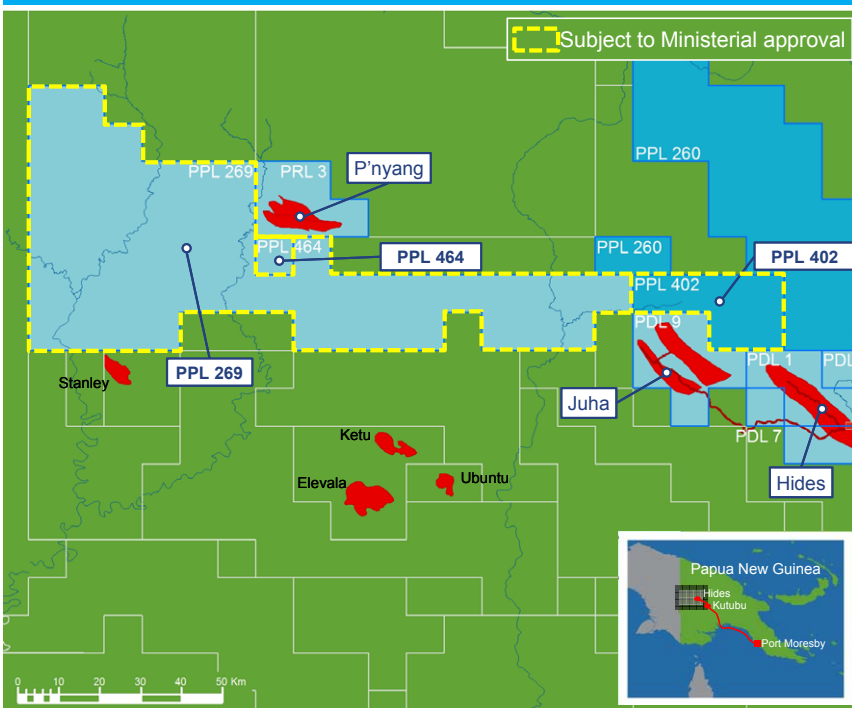 Subject to Ministerial approval
PPL 260
PPL 269
PRL 3
P'nyang
PPL 464
PPL 464
PPL 260
PPL 402
PPL 402
PDL 9
PPL 269
Stanley
Juha
PDL 1
PDL
PDL 7
Hides
Ketu
Elevala
Ubuntu
Papua New Guinea
Hides
Kutubu
Port Moresby
0 10 20 30 40 50 Km